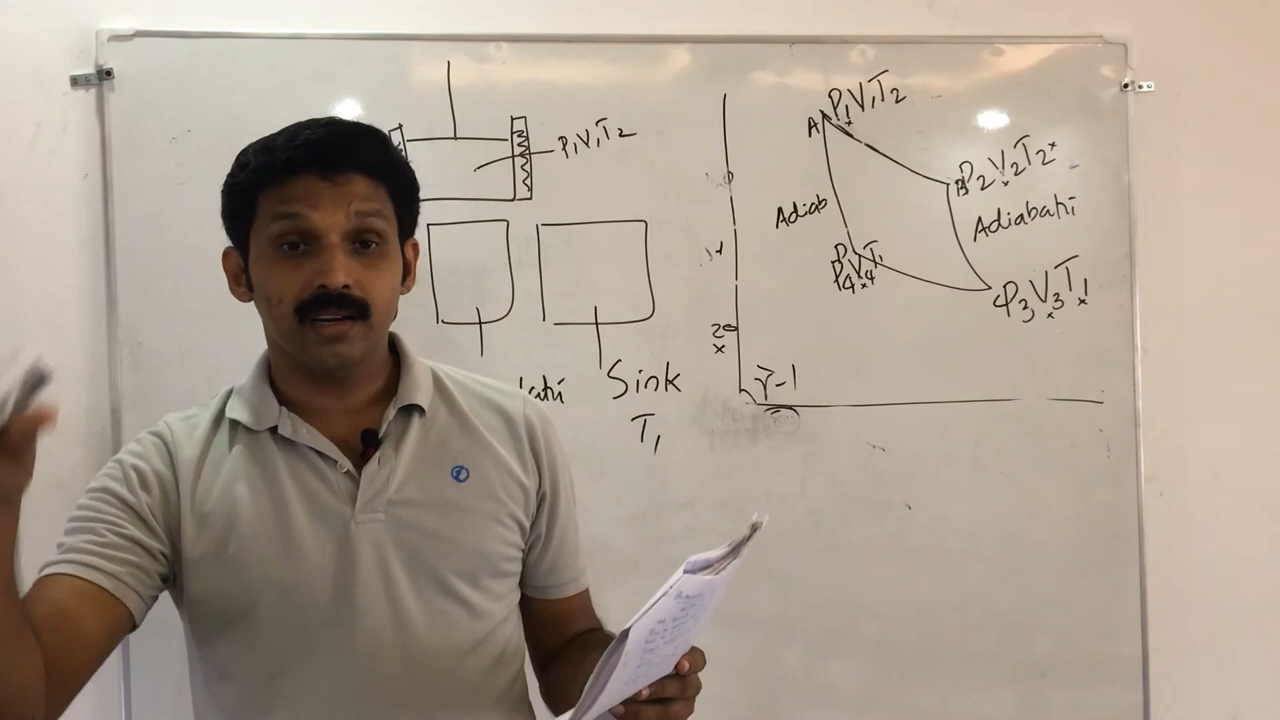 P₁V₁T₂
Sink
T₁
A
P₁V₁T₂
B P₂V₂T₂
Adiab
Adiabati
P₄V₄T₁
P₃V₃T₁
γ-1